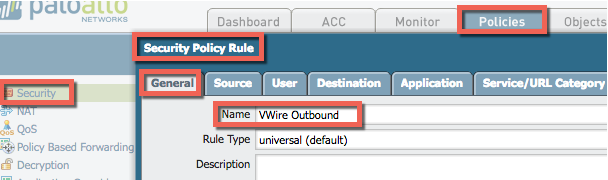 paloalto
NETWORKS
Dashboard
ACC
Monitor
Policies
Objects
Security Policy Rule
General
Source
User
Destination
Application
Service/URL Category
Security
NAT
QoS
QoS
Policy Based Forwarding
Decryption
Name
VWire Outbound
Rule Type
universal (default)
Description